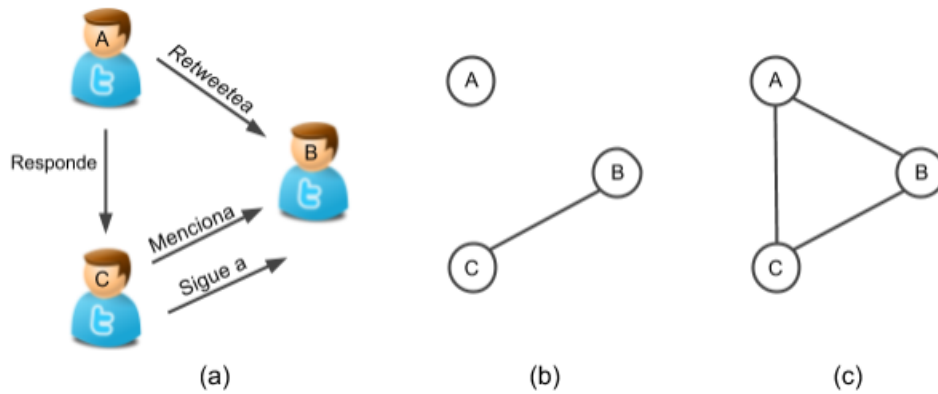 A
Retweetea
B
Responde
Menciona
C
Sigue a
(a)
A
B
C
(b)
A
B
C
(c)